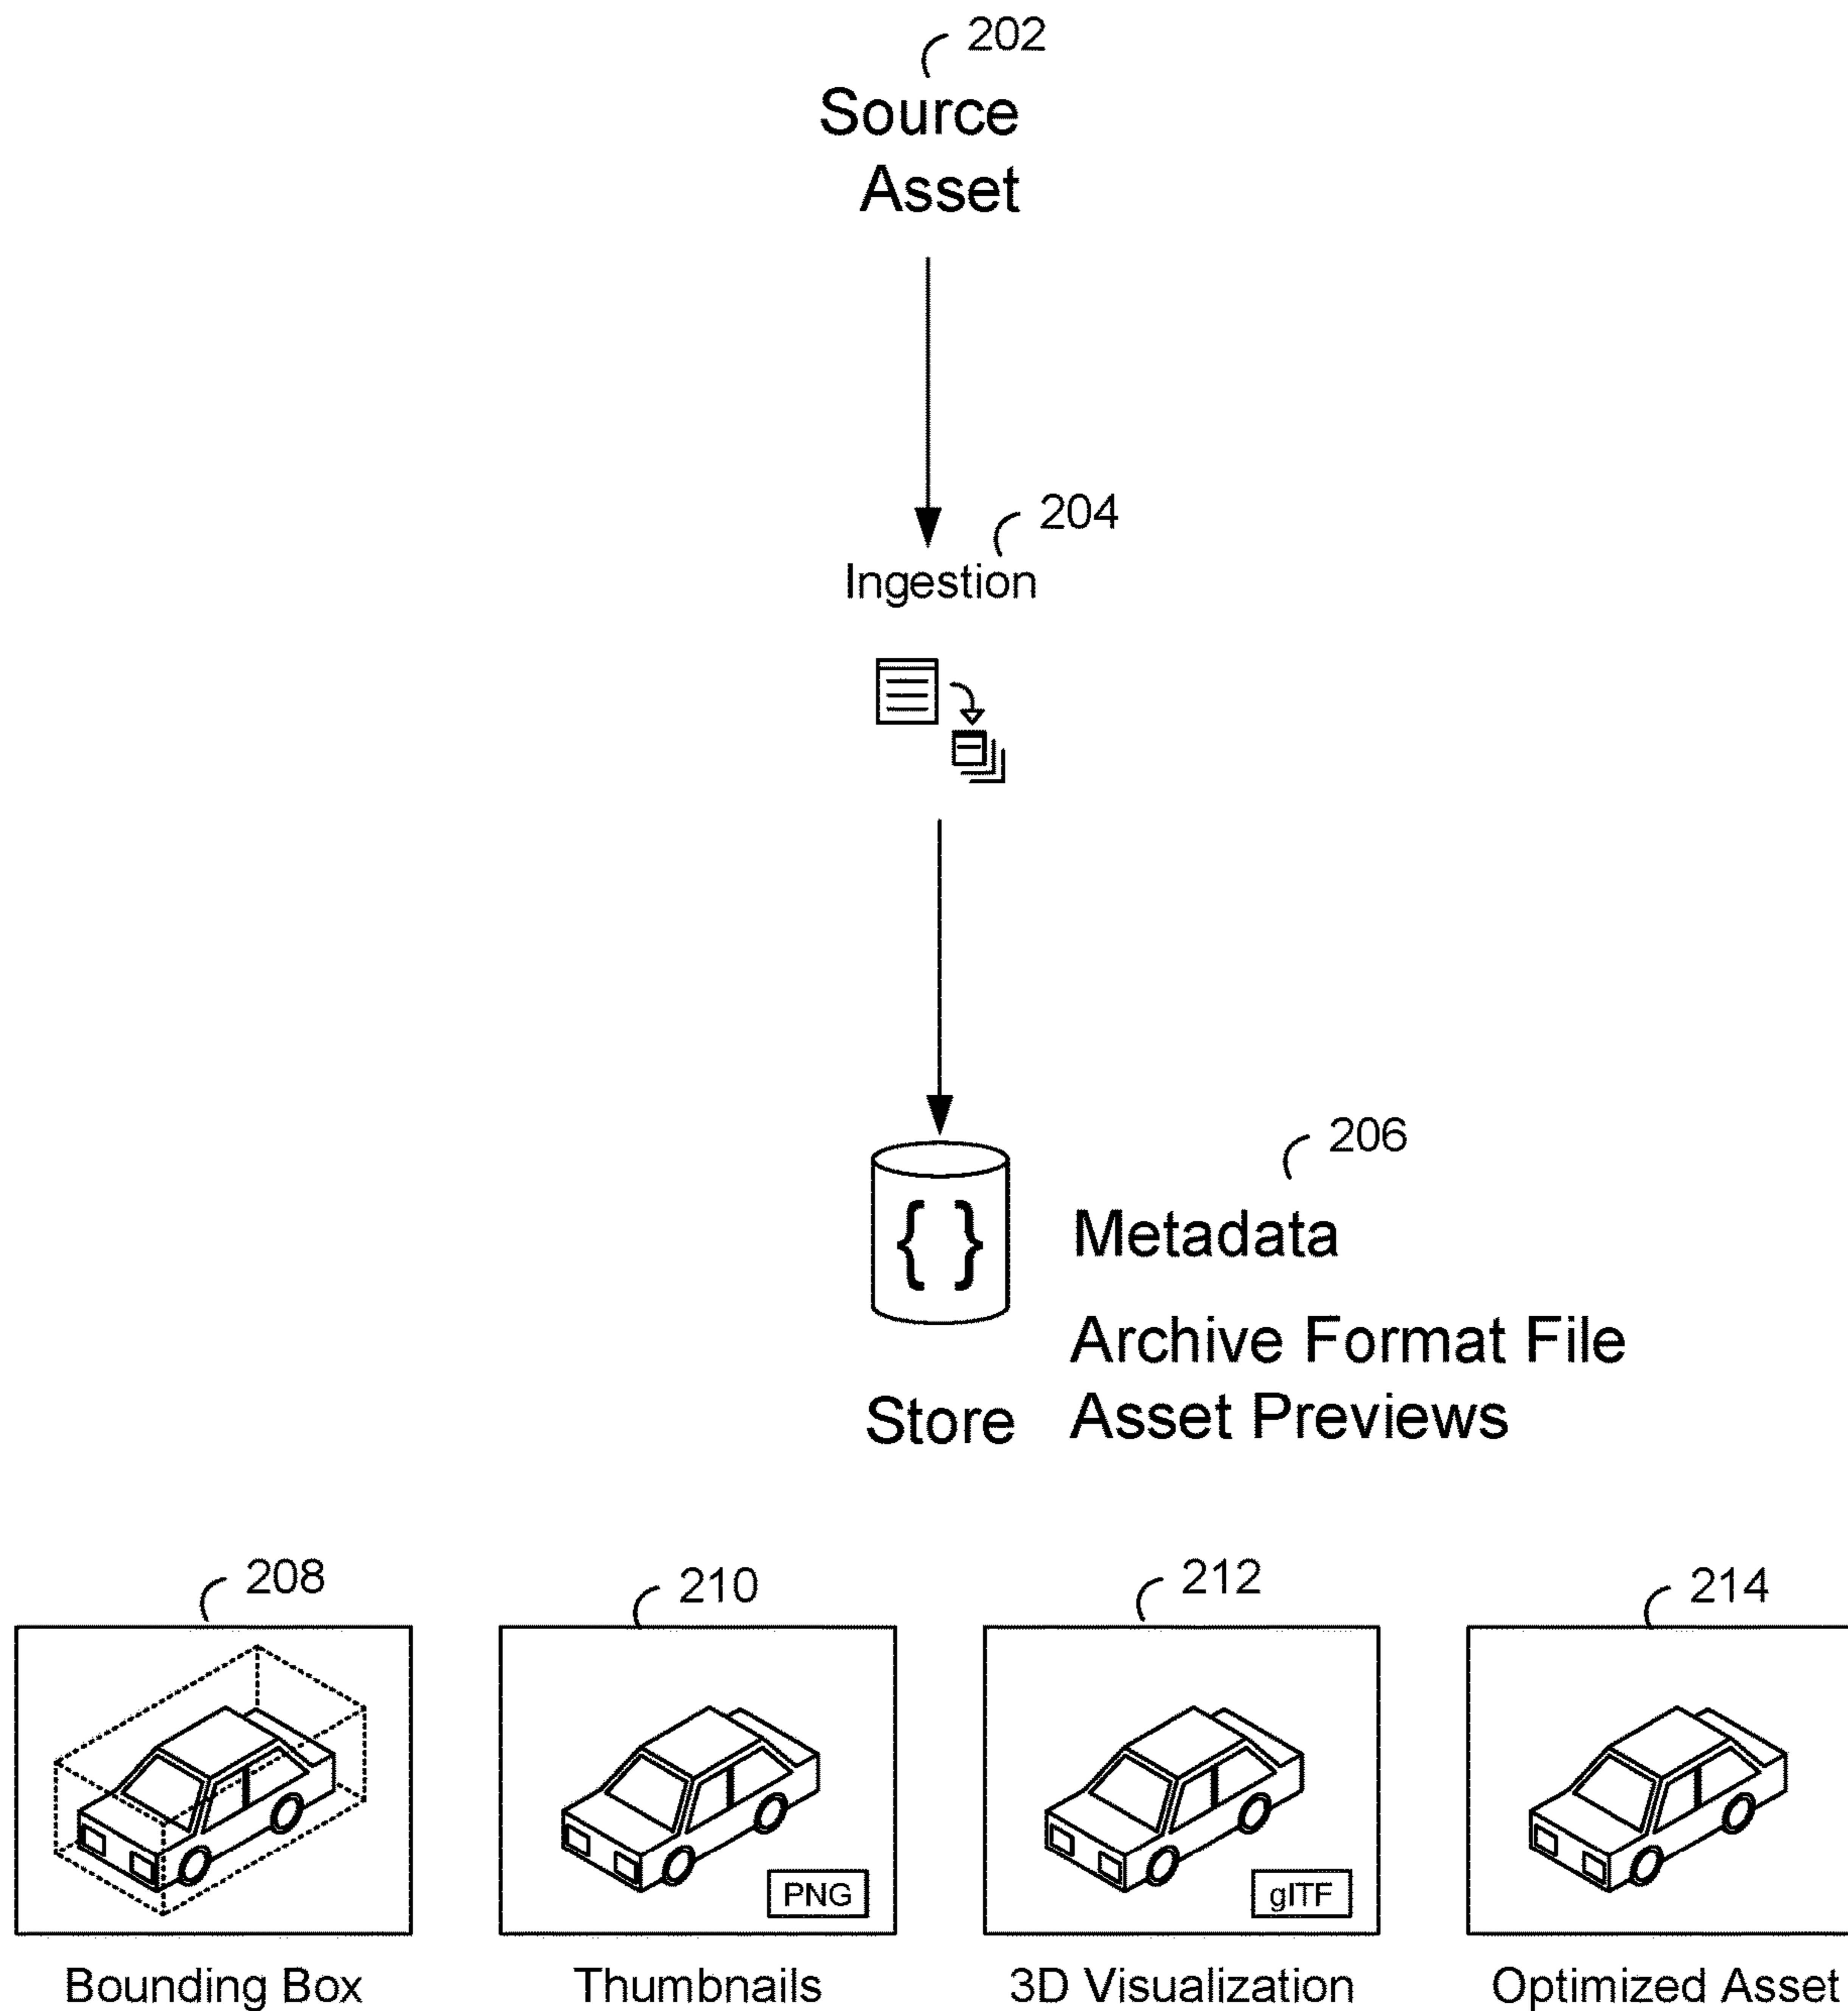 202
Source
Asset
204
Ingestion
{ }
206
Metadata
Archive Format File
Store
Asset Previews
208
210
212
214
PNG
glTF
Bounding Box
Thumbnails
3D Visualization
Optimized Asset